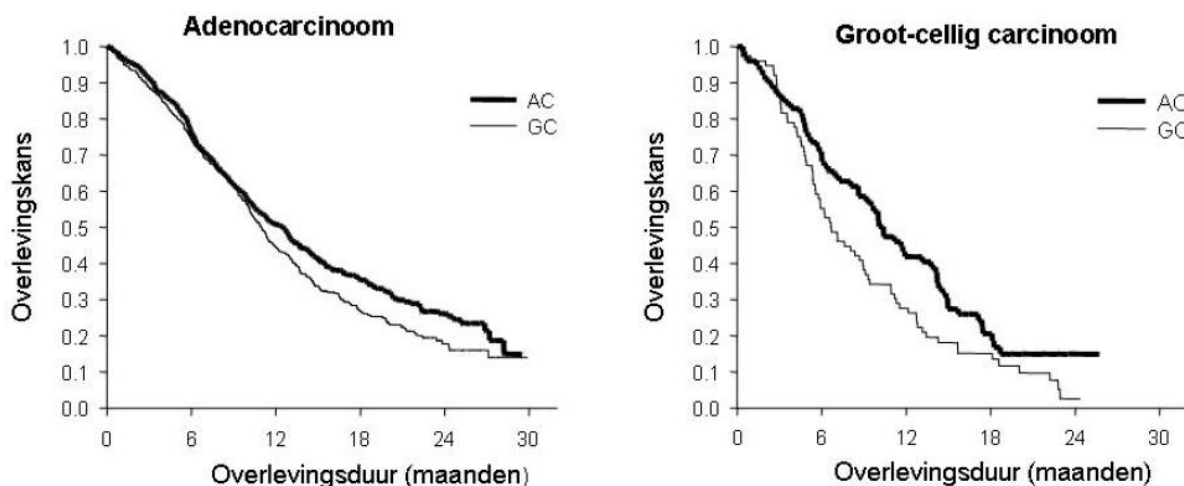 Adenocarcinoom
1.0
0.9
0.8
0.7
0.6
0.5
0.4
0.3
0.2
0.1
0.0
0 6 12 18 24 30
Overlevingskans
Overlevingsduur (maanden)
AC
GC
Groot-cellig carcinoom
1.0
0.9
0.8
0.7
0.6
0.5
0.4
0.3
0.2
0.1
0.0
0 6 12 18 24 30
Overlevingskans
Overlevingsduur (maanden)
AC
GC